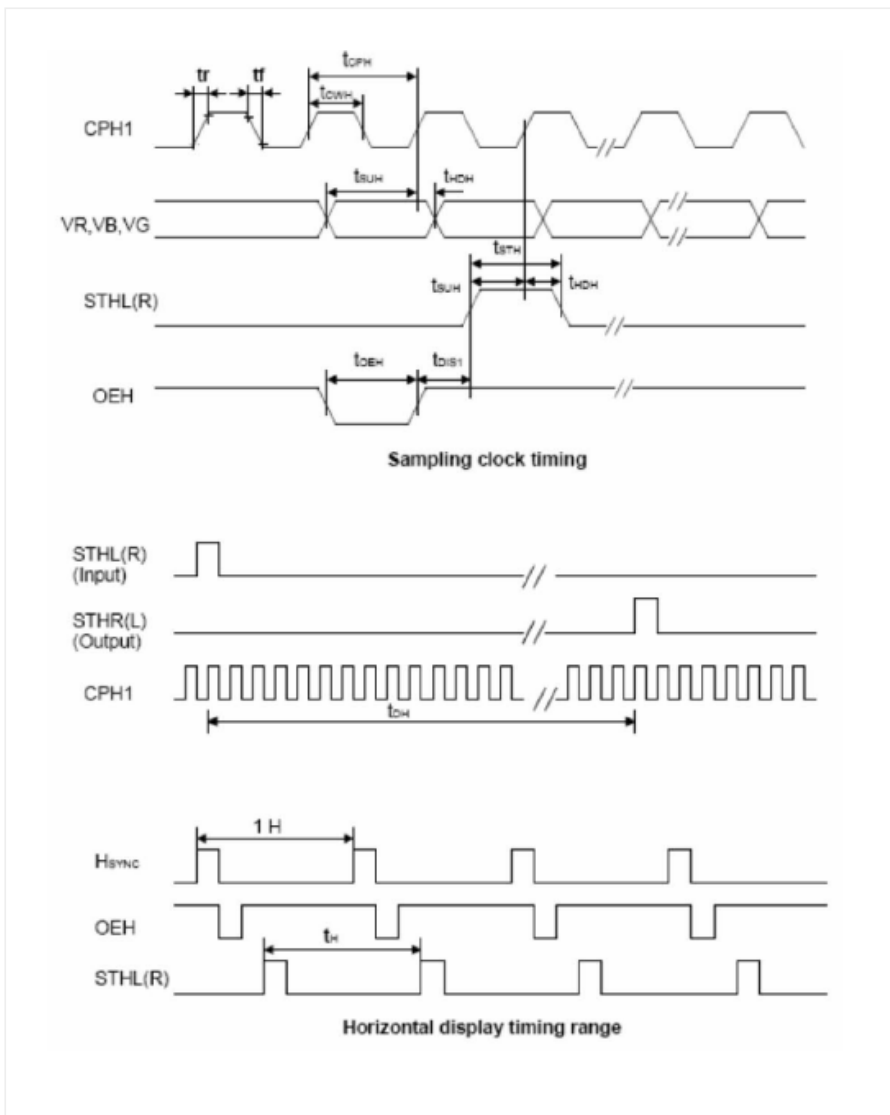 tCPH
tr tf
tCWH
CPH1
tSUH tHDH
VR,VB,VG
tSTH
tSUH tHDH
STHL(R)
tOEH tDIS1
OEH
Sampling clock timing
STHL(R)
(Input)
STHR(L)
(Output)
CPH1
tDH
1 H
HSYNC
OEH
tH
STHL(R)
Horizontal display timing range